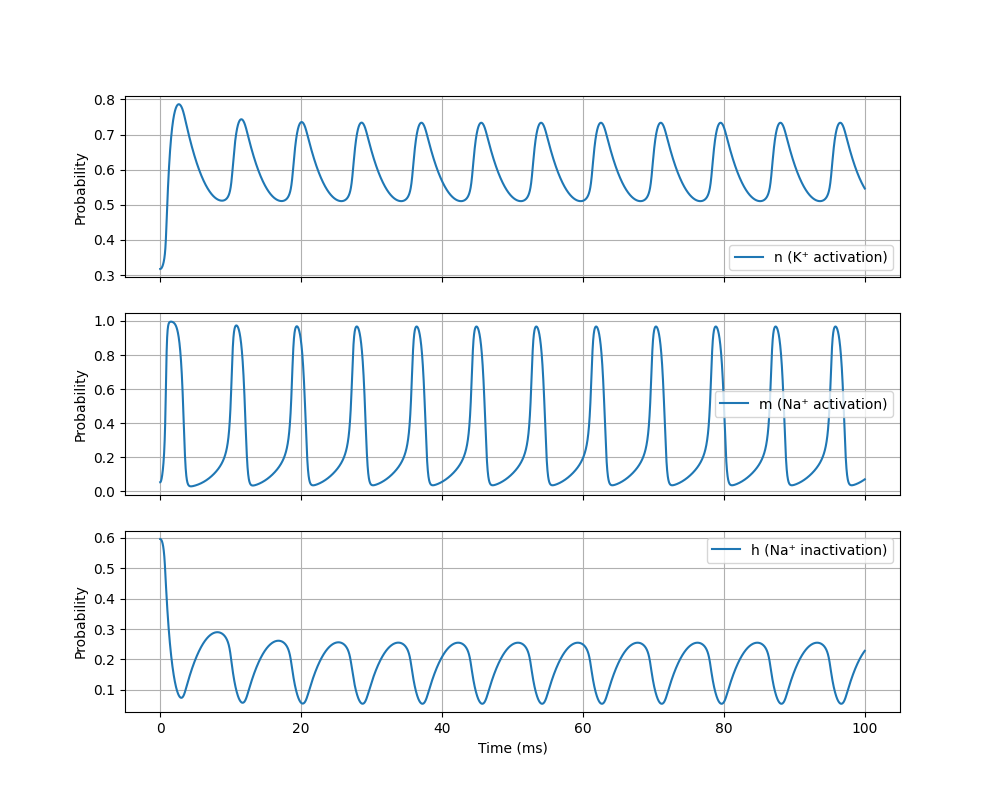 0.8
0.7
0.6
0.5
0.4
0.3
Probability
n (K⁺ activation)
1.0
0.8
0.6
0.4
0.2
0.0
Probability
m (Na⁺ activation)
0.6
0.5
0.4
0.3
0.2
0.1
Probability
h (Na⁺ inactivation)
0 20 40 60 80 100
Time (ms)